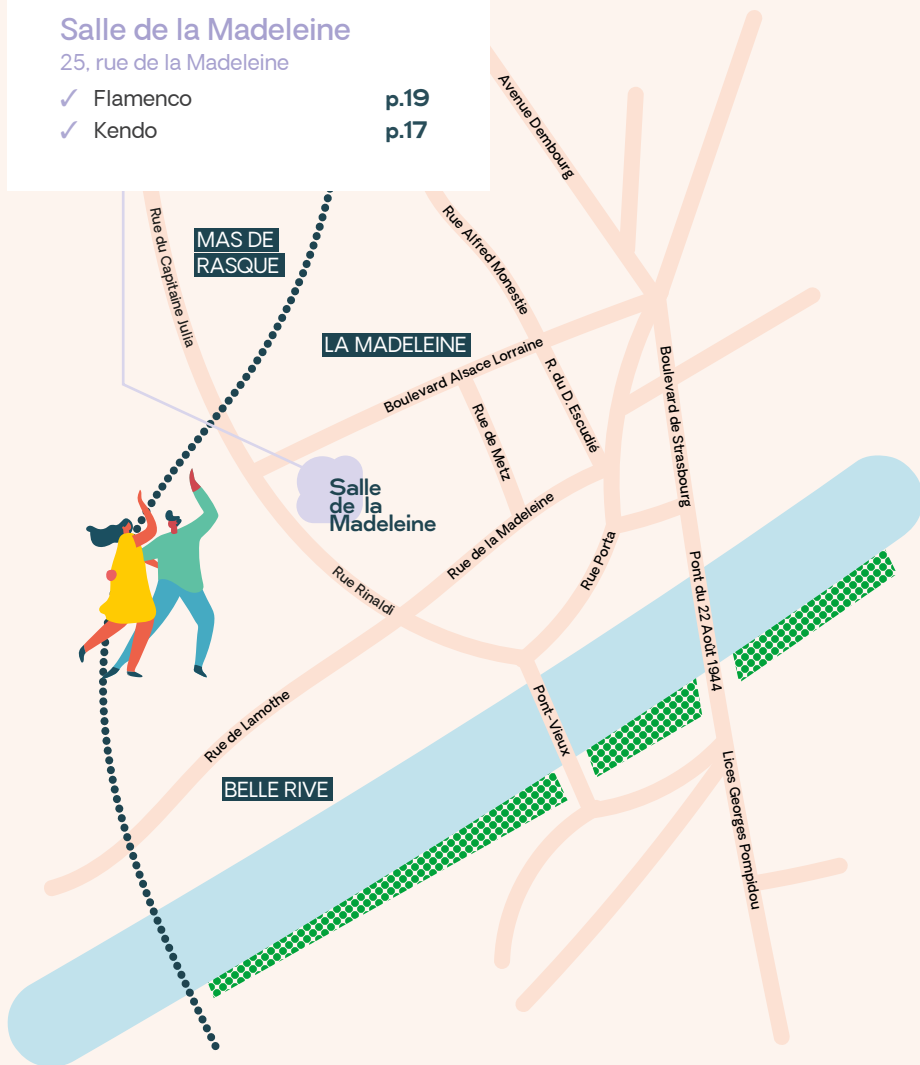 Salle de la Madeleine
25, rue de la Madeleine
✓ Flamenco p.19
✓ Kendo p.17
Avenue Dembourg
Rue du Capitaine Julia
MAS DE
RASQUE
Rue Alfred Monestie
LA MADELEINE
Boulevard Alsace Lorraine
R. du D. Escudié
Boulevard de Strasbourg
Rue de Metz
Salle
de la
Madeleine
Rue de la Madeleine
Rue Rinaldi
Rue Porta
Pont du 22 Août 1944
Rue de Lamothe
Pont-Vieux
BELLE RIVE
Lices Georges Pompidou